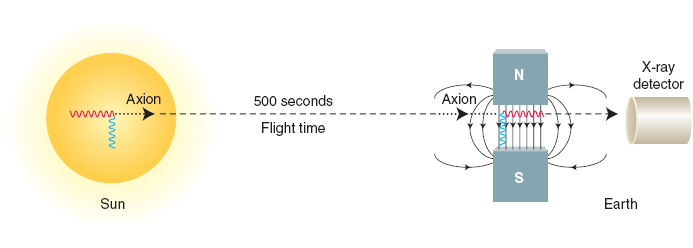 Axion
500 seconds
Flight time
Sun
Axion
N
S
X-ray
detector
Earth